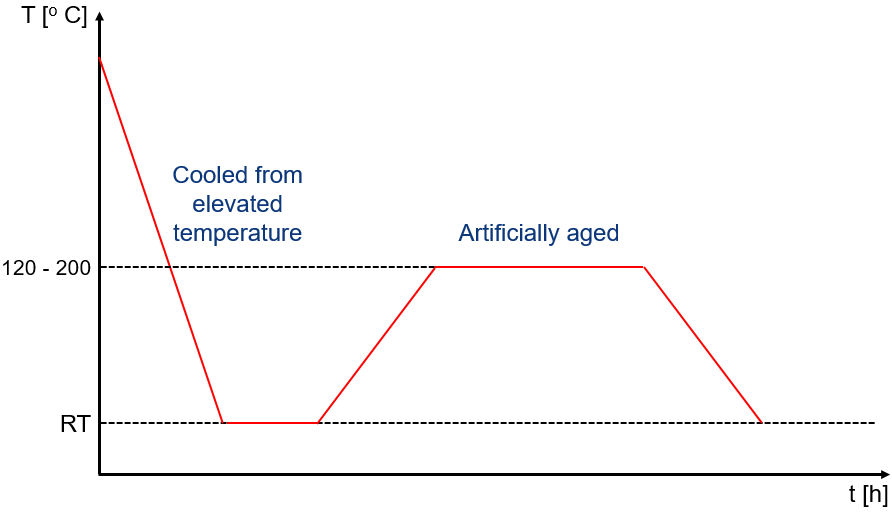 T [º C]
Cooled from
elevated
temperature
Artificially aged
120 - 200
RT
t [h]